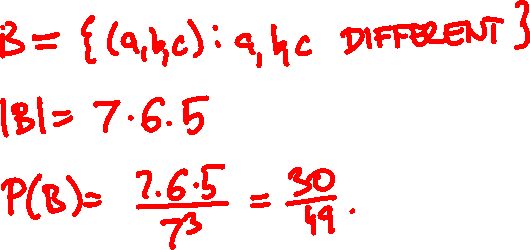 B = {(a,b,c): a,b,c DIFFERENT}
|B| = 7·6·5
P(B) = 7·6·5/7³ = 30/49.